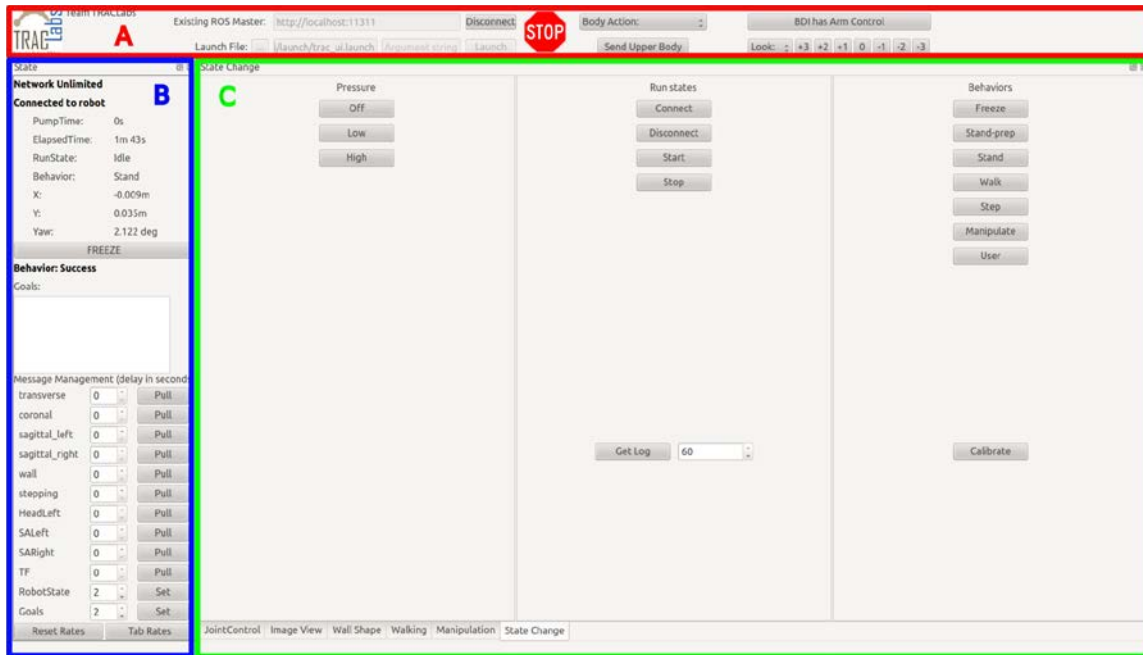 Team TRACLabs
TRACLabs
A
Existing ROS Master: http://localhost:11311 Disconnect
STOP
Body Action:
BDI has Arm Control
Launch File: ... /launch/trac_ui.launch Argument string Launch
Send Upper Body
Look: +3 +2 +1 0 -1 -2 -3
State
Network Unlimited
B
Connected to robot
PumpTime: 0s
ElapsedTime: 1m 43s
RunState: Idle
Behavior: Stand
X: -0.009m
Y: 0.035m
Yaw: 2.122 deg
FREEZE
Behavior: Success
Goals:
Message Management (delay in seconds
transverse 0 Pull
coronal 0 Pull
sagittal_left 0 Pull
sagittal_right 0 Pull
wall 0 Pull
stepping 0 Pull
HeadLeft 0 Pull
SALeft 0 Pull
SARight 0 Pull
TF 0 Pull
RobotState 2 Set
Goals 2 Set
Reset Rates Tab Rates
State Change
C
Pressure
Off
Low
High
Run states
Connect
Disconnect
Start
Stop
Get Log 60
Behaviors
Freeze
Stand-prep
Stand
Walk
Step
Manipulate
User
Calibrate
JointControl Image View Wall Shape Walking Manipulation State Change